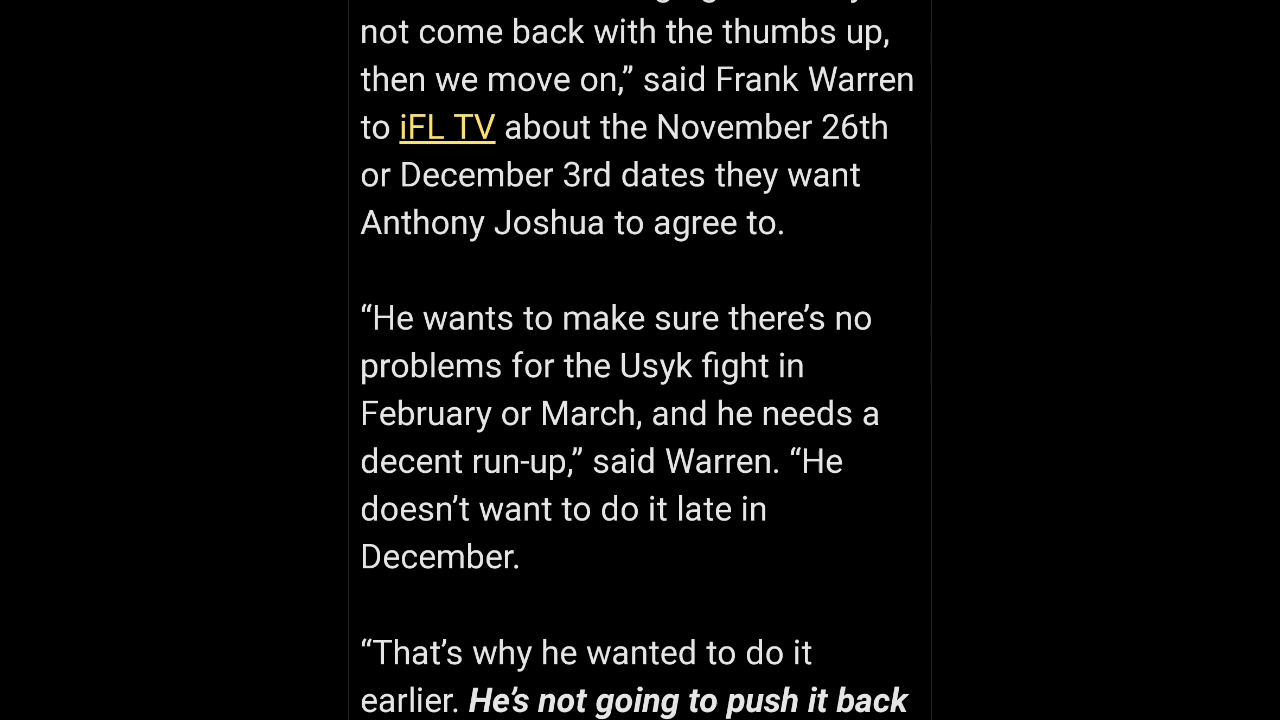 not come back with the thumbs up,
then we move on,” said Frank Warren
to iFL TV about the November 26th
or December 3rd dates they want
Anthony Joshua to agree to.
“He wants to make sure there’s no
problems for the Usyk fight in
February or March, and he needs a
decent run-up,” said Warren. “He
doesn’t want to do it late in
December.
“That’s why he wanted to do it
earlier. He’s not going to push it back